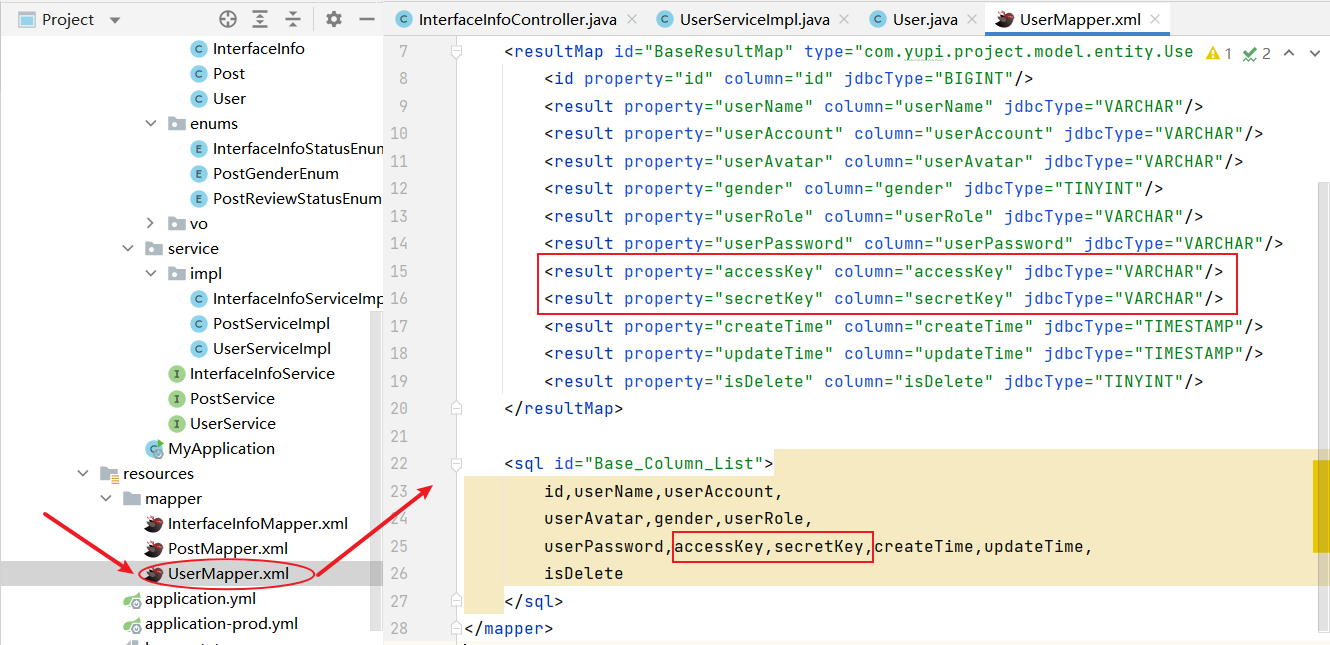 Project
InterfaceInfoController.java
UserServiceImpl.java
User.java
UserMapper.xml
InterfaceInfo
Post
User
enums
InterfaceInfoStatusEnum
PostGenderEnum
PostReviewStatusEnum
vo
service
impl
InterfaceInfoServiceImp
PostServiceImpl
UserServiceImpl
InterfaceInfoService
PostService
UserService
MyApplication
resources
mapper
InterfaceInfoMapper.xml
PostMapper.xml
UserMapper.xml
application.yml
application-prod.yml
7 <resultMap id="BaseResultMap" type="com.yupi.project.model.entity.Use 1 2
8 <id property="id" column="id" jdbcType="BIGINT"/>
9 <result property="userName" column="userName" jdbcType="VARCHAR"/>
10 <result property="userAccount" column="userAccount" jdbcType="VARCHAR"/>
11 <result property="userAvatar" column="userAvatar" jdbcType="VARCHAR"/>
12 <result property="gender" column="gender" jdbcType="TINYINT"/>
13 <result property="userRole" column="userRole" jdbcType="VARCHAR"/>
14 <result property="userPassword" column="userPassword" jdbcType="VARCHAR"/>
15 <result property="accessKey" column="accessKey" jdbcType="VARCHAR"/>
16 <result property="secretKey" column="secretKey" jdbcType="VARCHAR"/>
17 <result property="createTime" column="createTime" jdbcType="TIMESTAMP"/>
18 <result property="updateTime" column="updateTime" jdbcType="TIMESTAMP"/>
19 <result property="isDelete" column="isDelete" jdbcType="TINYINT"/>
20 </resultMap>
21
22 <sql id="Base_Column_List">
23 id,userName,userAccount,
24 userAvatar,gender,userRole,
25 userPassword,accessKey,secretKey,createTime,updateTime,
26 isDelete
27 </sql>
28 </mapper>